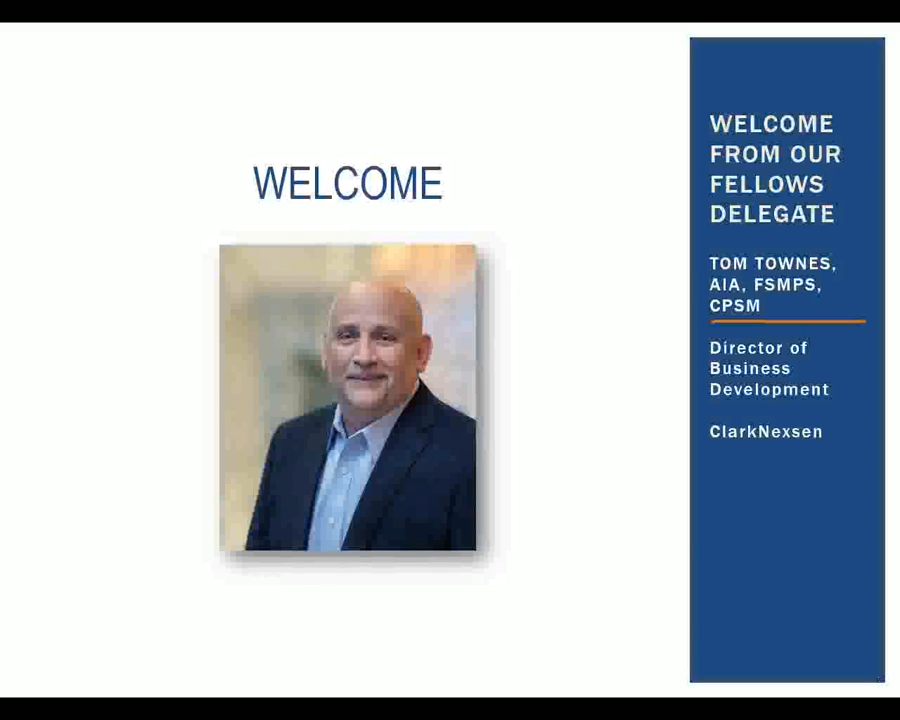 WELCOME
WELCOME
FROM OUR
FELLOWS
DELEGATE
TOM TOWNES,
AIA, FSMPS,
CPSM
Director of
Business
Development
ClarkNexsen